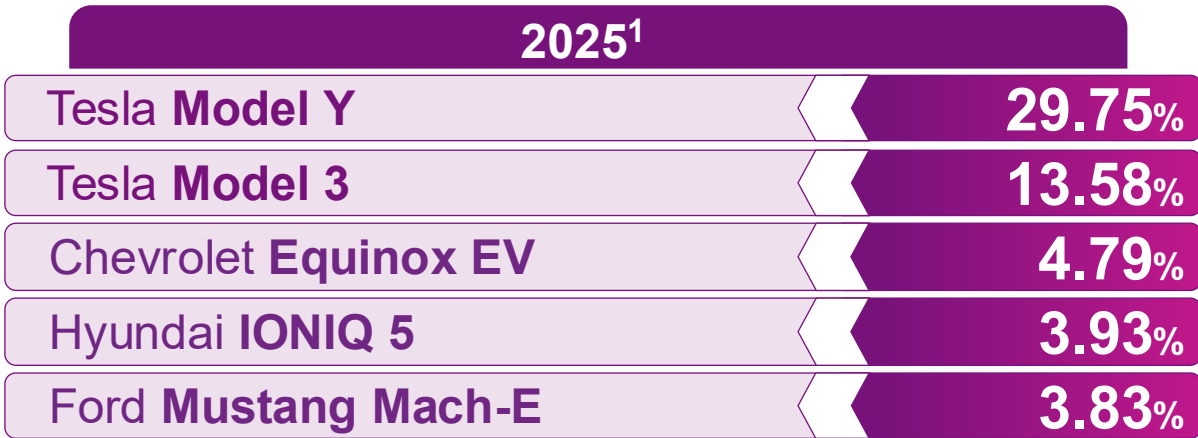 2025¹
Tesla Model Y 29.75%
Tesla Model 3 13.58%
Chevrolet Equinox EV 4.79%
Hyundai IONIQ 5 3.93%
Ford Mustang Mach-E 3.83%